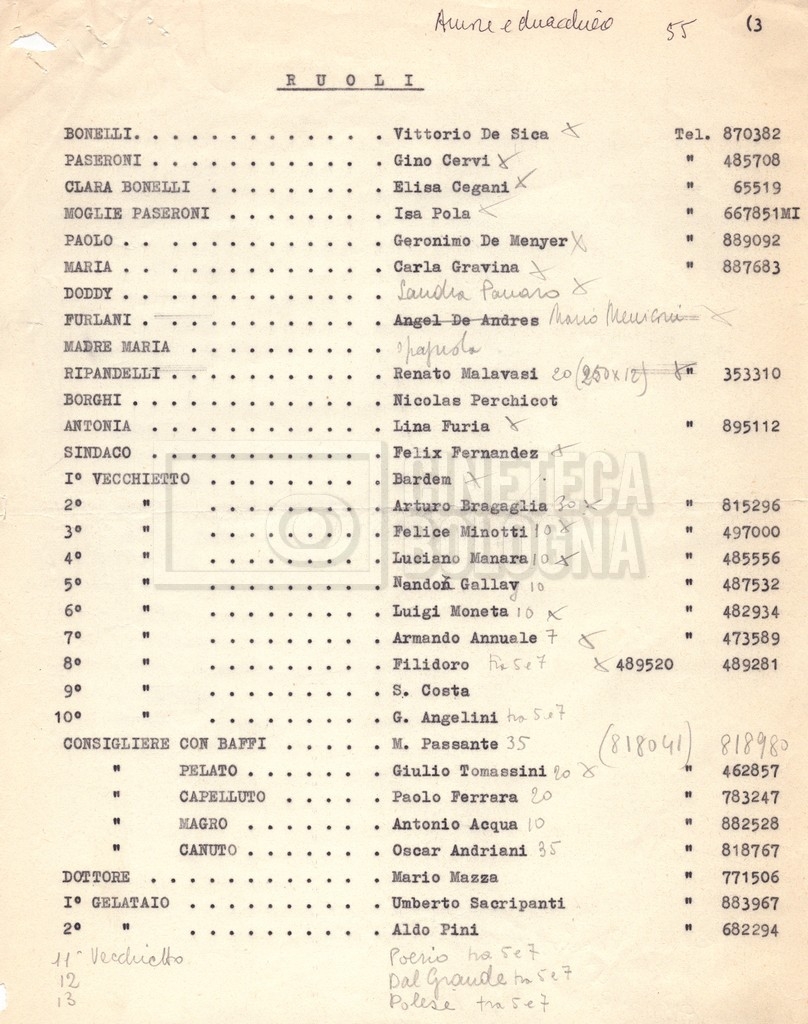 Amore e chiacchiere 55 (3
R U O L I
BONELLI. . . . . . . . . . . . . Vittorio De Sica x Tel. 870382
PASERONI . . . . . . . . . . . . Gino Cervi x " 485708
CLARA BONELLI . . . . . . . . . Elisa Cegani x " 65519
MOGLIE PASERONI . . . . . . . . Isa Pola x " 667851MI
PAOLO . . . . . . . . . . . . . Geronimo De Menyer x " 889092
MARIA . . . . . . . . . . . . . Carla Gravina x " 887683
DODDY . . . . . . . . . . . . . Sandra Panaro x
FURLANI . . . . . . . . . . . . Angel De Andres Mario Meniconi x
MADRE MARIA . . . . . . . . . . spagnola
RIPANDELLI . . . . . . . . . . . Renato Malavasi 20 (250x12) x " 353310
BORGHI . . . . . . . . . . . . . Nicolas Perchicot
ANTONIA . . . . . . . . . . . . Lina Furia x " 895112
SINDACO . . . . . . . . . . . . Felix Fernandez x
I° VECCHIETTO . . . . . . . . . Bardem x
2° " . . . . . . . . . Arturo Bragaglia 30 x " 815296
3° " . . . . . . . . . Felice Minotti 10 x " 497000
4° " . . . . . . . . . Luciano Manara 10 x " 485556
5° " . . . . . . . . . Nandon Gallay 10 " 487532
6° " . . . . . . . . . Luigi Moneta 10 x " 482934
7° " . . . . . . . . . Armando Annuale 7 x " 473589
8° " . . . . . . . . . Filidoro tra 5 e 7 x 489520 489281
9° " . . . . . . . . . S. Costa
10° " . . . . . . . . . G. Angelini tra 5 e 7
CONSIGLIERE CON BAFFI . . . . . M. Passante 35 (818041) 818980
" PELATO . . . . . . . Giulio Tomassini 20 x " 462857
" CAPELLUTO . . . . . Paolo Ferrara 20 " 783247
" MAGRO . . . . . . . Antonio Acqua 10 " 882528
" CANUTO . . . . . . . Oscar Andriani 35 " 818767
DOTTORE . . . . . . . . . . . . Mario Mazza " 771506
I° GELATAIO . . . . . . . . . . Umberto Sacripanti " 883967
2° " . . . . . . . . . . Aldo Pini " 682294
11° Vecchietto Poerio tra 5 e 7
12 Dal Grande tra 5 e 7
13 Polese tra 5 e 7
CINETECA
BOLOGNA